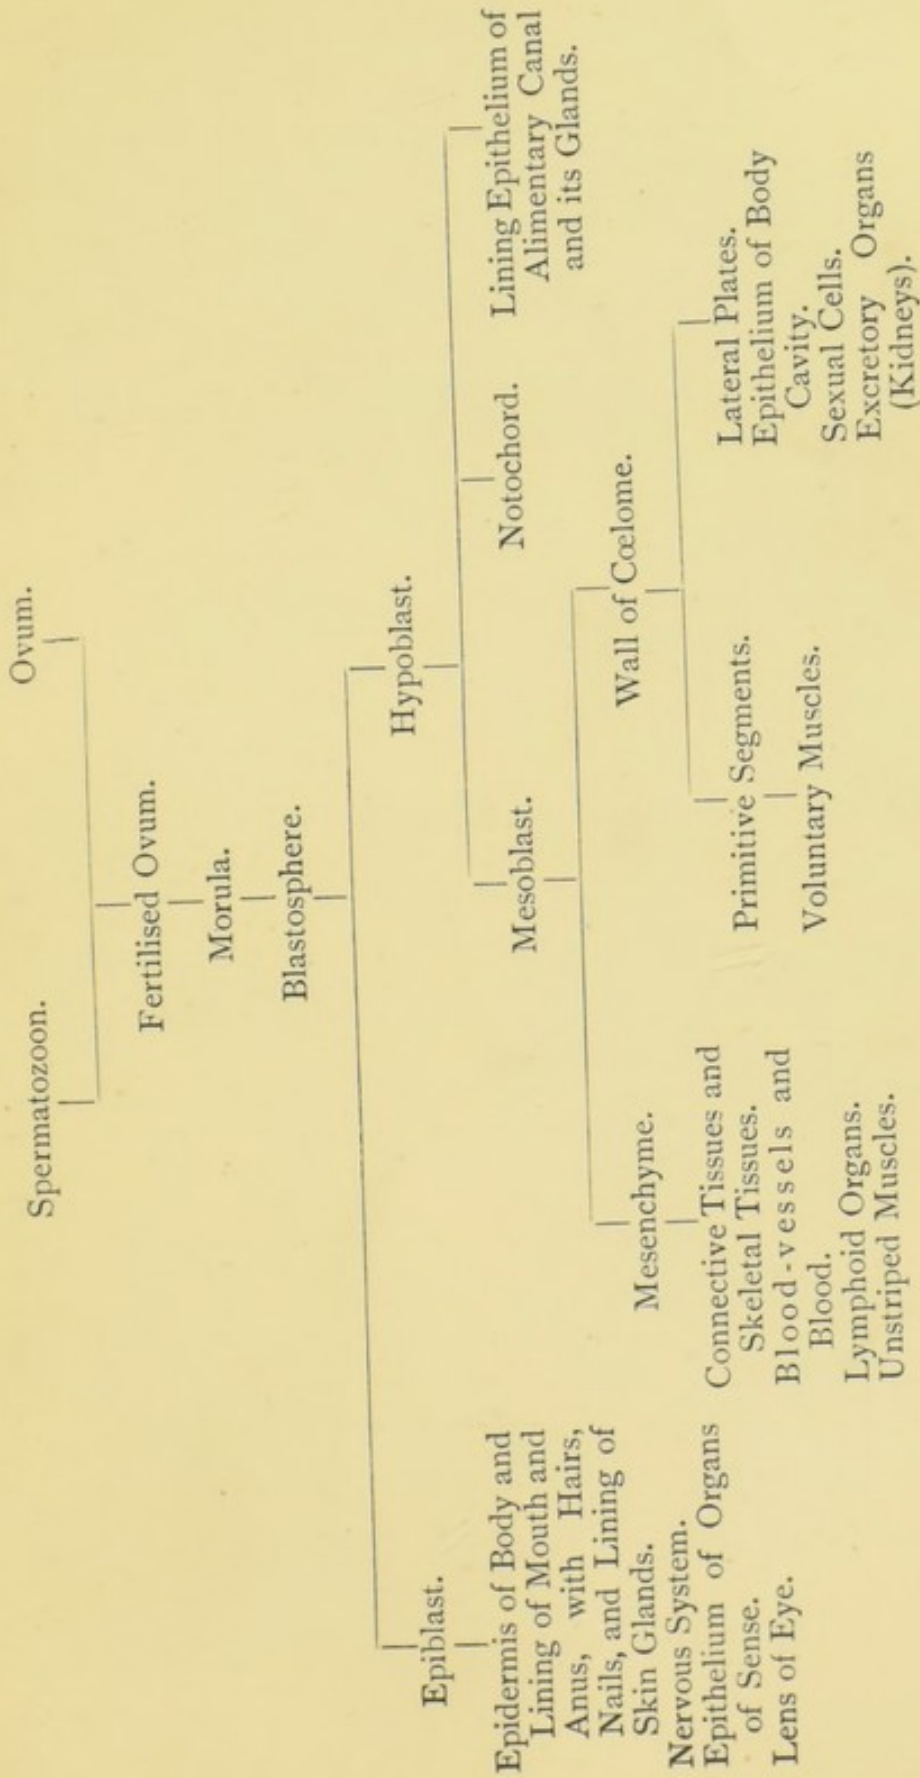 Spermatozoon.
Ovum.
Fertilised Ovum.
Morula.
Blastosphere.
Epiblast.
Epidermis of Body and
Lining of Mouth and
Anus, with Hairs,
Nails, and Lining of
Skin Glands.
Nervous System.
Epithelium of Organs
of Sense.
Lens of Eye.
Hypoblast.
Mesoblast.
Notochord.
Lining Epithelium of
Alimentary Canal
and its Glands.
Mesenchyme.
Connective Tissues and
Skeletal Tissues.
Blood-vessels and
Blood.
Lymphoid Organs.
Unstriped Muscles.
Wall of Cœlome.
Primitive Segments.
Voluntary Muscles.
Lateral Plates.
Epithelium of Body
Cavity.
Sexual Cells.
Excretory Organs
(Kidneys).